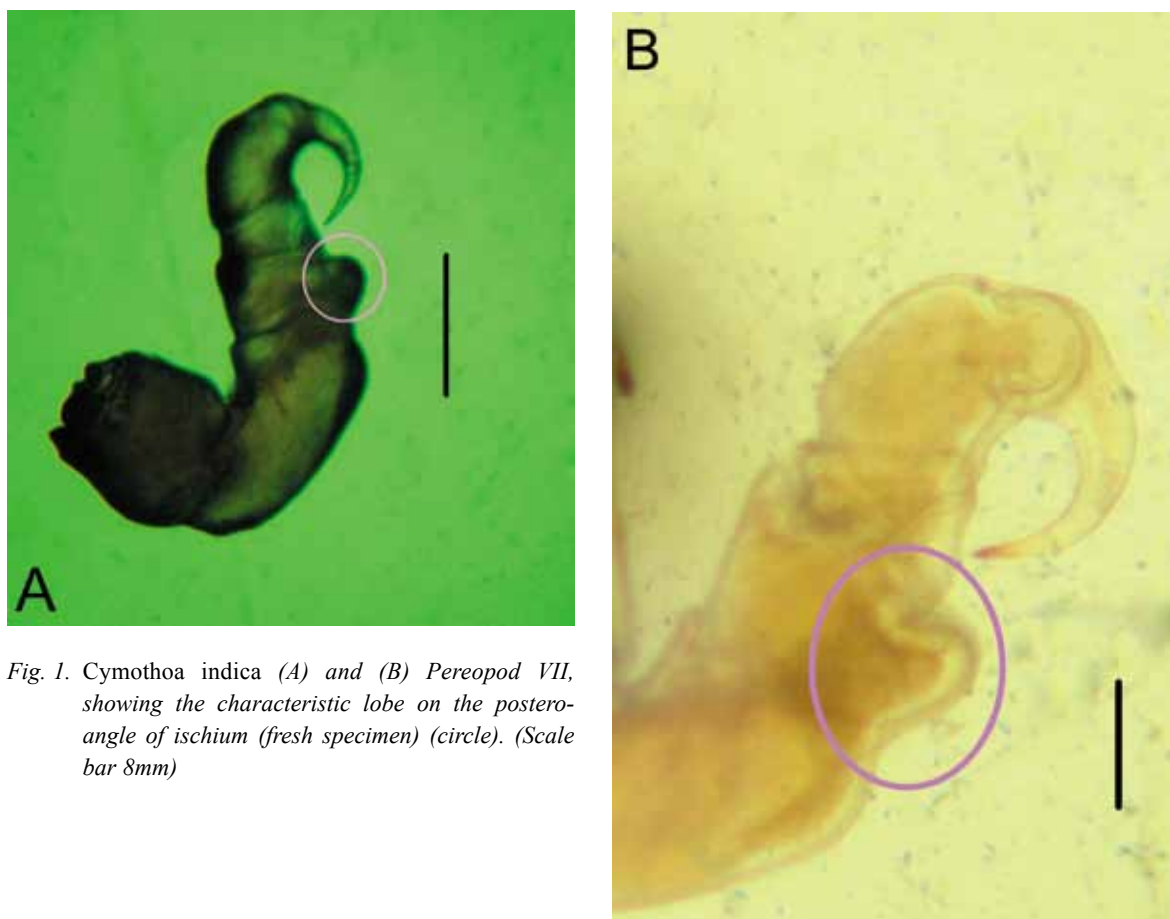 A
B
Fig. 1. Cymothoa indica (A) and (B) Pereopod VII,
showing the characteristic lobe on the postero-
angle of ischium (fresh specimen) (circle). (Scale
bar 8mm)